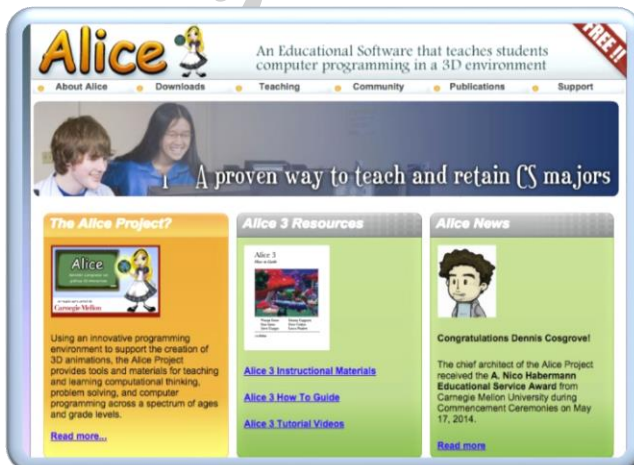 Alice
An Educational Software that teaches students
computer programming in a 3D environment
FREE !!
About Alice
Downloads
Teaching
Community
Publications
Support
A proven way to teach and retain CS majors
The Alice Project?
Alice
Carnegie Mellon
Using an innovative programming
environment to support the creation of
3D animations, the Alice Project
provides tools and materials for teaching
and learning computational thinking,
problem solving, and computer
programming across a spectrum of ages
and grade levels.
Read more...
Alice 3 Resources
Alice 3
Alice 3 Instructional Materials
Alice 3 How To Guide
Alice 3 Tutorial Videos
Alice News
Congratulations Dennis Cosgrove!
The chief architect of the Alice Project
received the A. Nico Habermann
Educational Service Award from
Carnegie Mellon University during
Commencement Ceremonies on May
17, 2014.
Read more